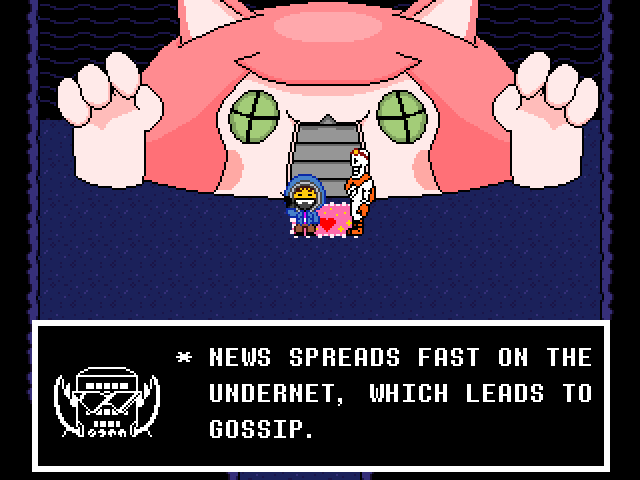 * NEWS SPREADS FAST ON THE
UNDERNET, WHICH LEADS TO
GOSSIP.